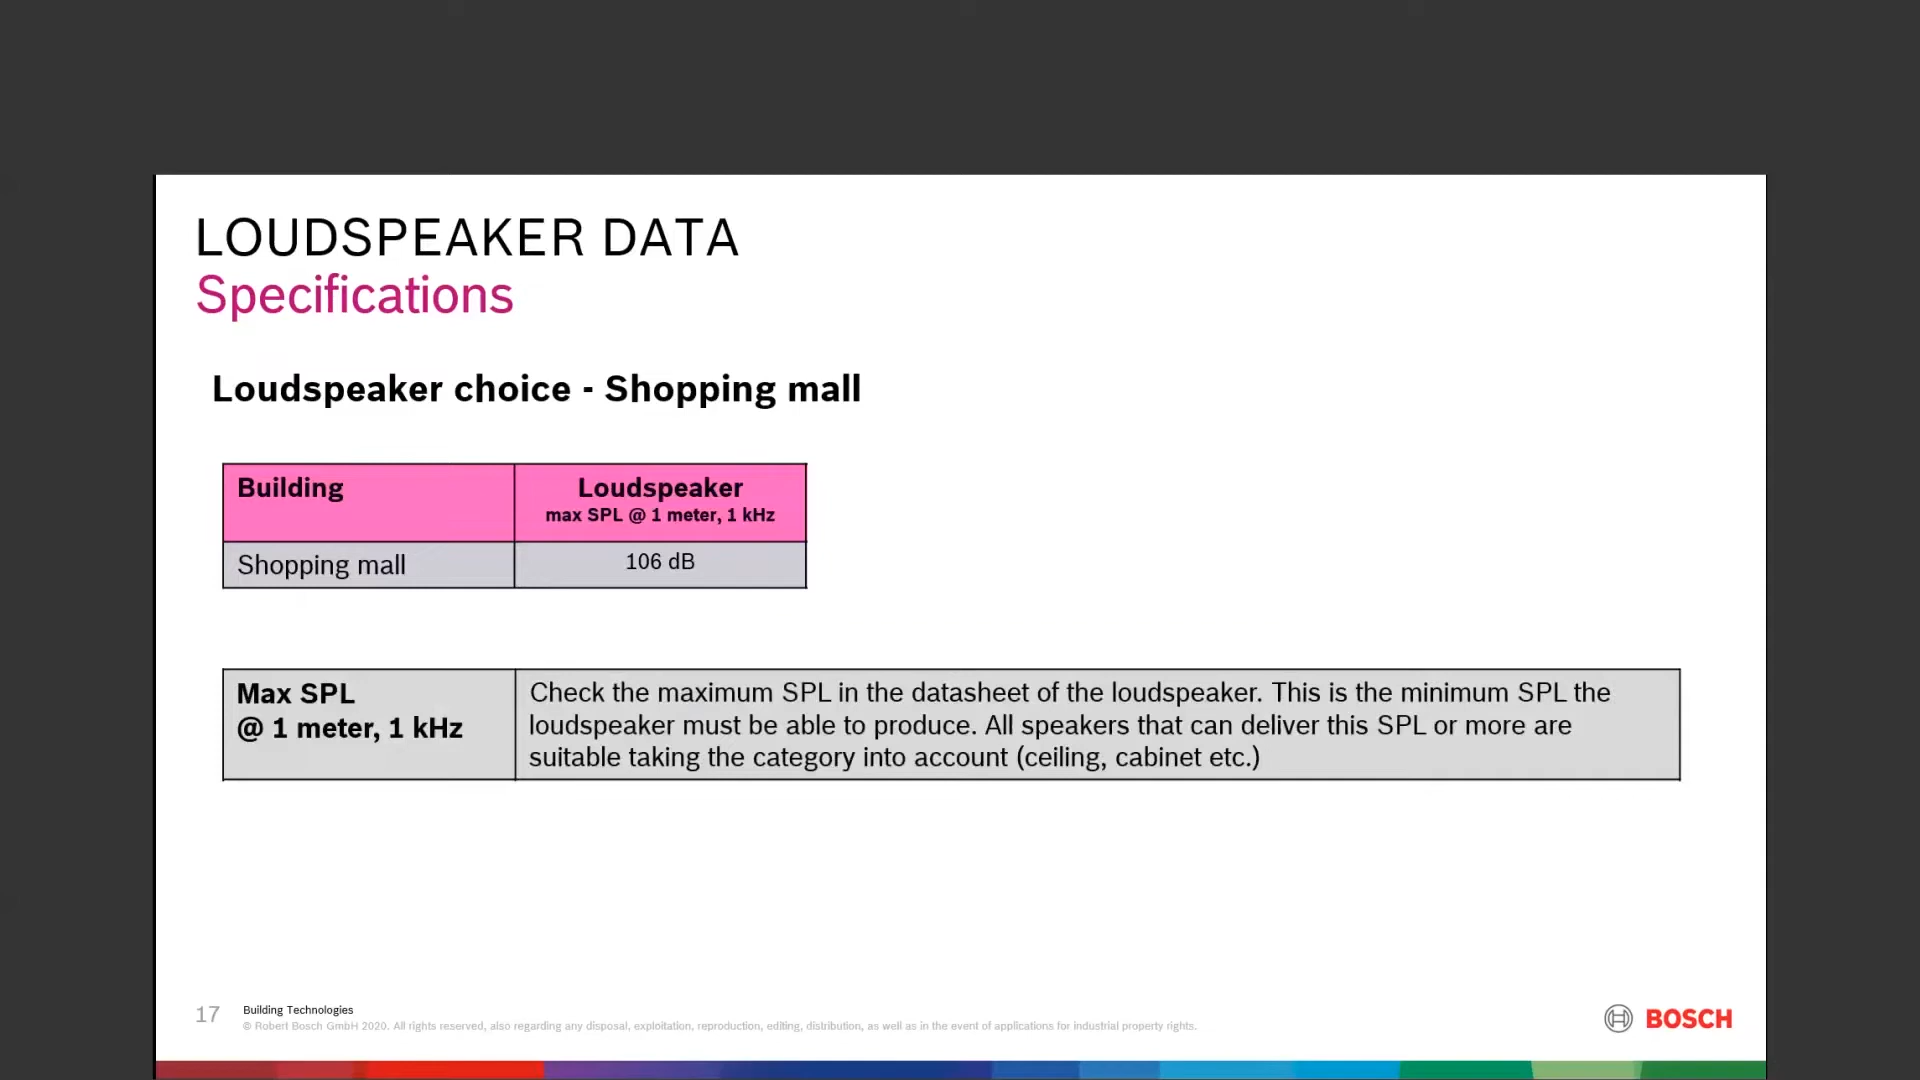 LOUDSPEAKER DATA
Specifications
Loudspeaker choice - Shopping mall
Building
Loudspeaker
max SPL @ 1 meter, 1 kHz
Shopping mall
106 dB
Max SPL
@ 1 meter, 1 kHz
Check the maximum SPL in the datasheet of the loudspeaker. This is the minimum SPL the
loudspeaker must be able to produce. All speakers that can deliver this SPL or more are
suitable taking the category into account (ceiling, cabinet etc.)
17
Building Technologies
© Robert Bosch GmbH 2020. All rights reserved, also regarding any disposal, exploitation, reproduction, editing, distribution, as well as in the event of applications for industrial property rights.
BOSCH